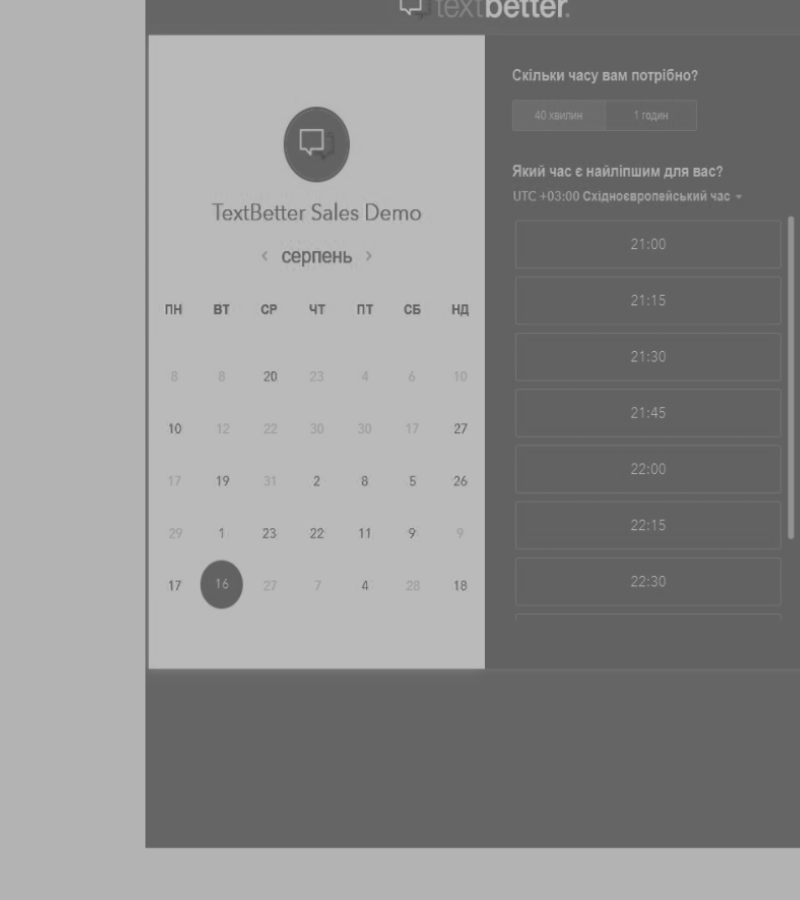 textbetter.
TextBetter Sales Demo
‹ серпень ›
ПН ВТ СР ЧТ ПТ СБ НД
8 8 20 23 4 6 10
10 12 22 30 30 17 27
17 19 31 2 8 5 26
29 1 23 22 11 9 9
17 16 27 7 4 28 18
Скільки часу вам потрібно?
40 хвилин 1 годин
Який час є найліпшим для вас?
UTC +03:00 Східноєвропейський час
21:00
21:15
21:30
21:45
22:00
22:15
22:30